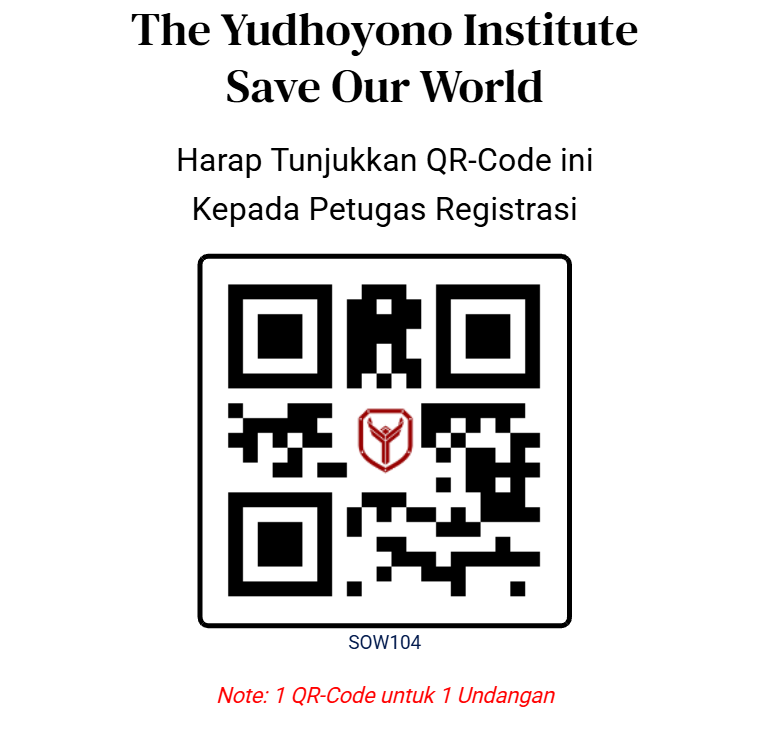 The Yudhoyono Institute
Save Our World
Harap Tunjukkan QR-Code ini
Kepada Petugas Registrasi
SOW104
Note: 1 QR-Code untuk 1 Undangan